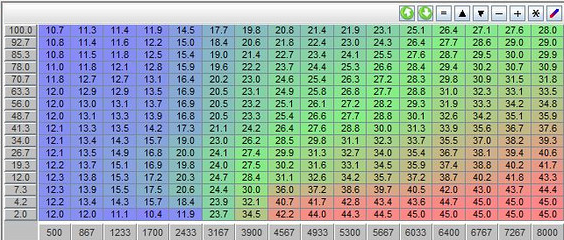 = ▲ ▼ − + *
100.0 10.7 11.3 11.4 11.9 14.5 17.7 19.8 20.8 21.4 21.9 23.1 25.1 26.4 27.1 27.6 28.0
92.7 10.8 11.4 11.6 12.2 15.0 18.4 20.6 21.8 22.4 23.0 24.3 26.4 27.7 28.6 29.0 29.0
85.3 10.8 11.5 11.8 12.5 15.4 19.0 21.4 22.7 23.4 24.1 25.5 27.6 28.7 29.5 30.0 29.9
78.0 11.0 11.8 12.1 12.8 15.9 19.6 22.2 23.7 24.4 25.3 26.6 28.4 29.4 30.2 30.7 30.9
70.7 11.8 12.7 12.7 13.1 16.4 20.2 23.0 24.6 25.4 26.3 27.2 28.3 29.8 30.9 31.5 31.8
63.3 12.0 12.9 12.9 13.5 16.9 20.5 23.1 24.9 25.8 26.8 27.7 28.8 31.0 32.3 33.1 33.5
56.0 12.0 13.0 13.1 13.7 16.9 20.5 23.2 25.1 26.1 27.2 28.2 29.3 31.9 33.3 34.2 34.8
48.7 12.0 13.1 13.3 13.9 16.8 20.5 23.3 25.4 26.6 27.7 28.8 30.1 32.6 34.2 35.1 35.9
41.3 12.1 13.3 13.5 14.2 17.3 21.1 24.2 26.4 27.6 28.8 30.0 31.3 33.9 35.6 36.7 37.6
34.0 12.1 13.4 14.3 15.7 19.0 23.0 26.2 28.5 29.8 31.1 32.3 33.7 35.5 37.0 38.2 39.3
26.7 12.1 13.5 14.9 16.8 20.0 24.1 27.4 29.9 31.3 32.7 34.0 35.4 36.7 38.1 39.4 40.6
19.3 12.2 13.7 15.1 16.9 19.8 24.0 27.5 30.2 31.6 33.1 34.5 35.9 37.4 38.8 40.2 41.7
12.0 12.3 13.8 15.3 17.2 20.3 24.7 28.4 31.1 32.6 34.2 35.7 37.2 38.7 40.2 41.8 43.3
7.3 12.3 13.9 15.5 17.5 20.6 24.4 30.0 36.0 37.2 38.6 39.7 40.5 42.0 43.0 43.7 44.4
4.2 12.2 14.4 14.3 15.7 18.4 23.9 32.1 40.7 41.7 42.8 43.4 43.6 44.7 45.0 45.0 45.0
2.0 12.0 12.0 11.1 10.4 11.9 23.7 34.5 42.2 44.0 44.3 44.5 45.0 45.0 45.0 45.0 45.0
500 867 1233 1700 2433 3167 3900 4567 4933 5300 5667 6033 6400 6767 7267 8000